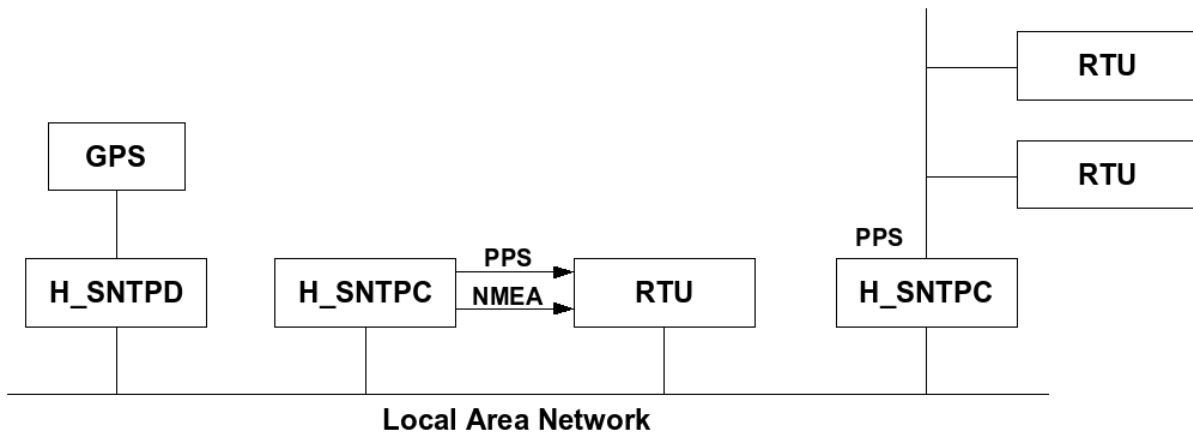 RTU
GPS
RTU
PPS
PPS
H_SNTPD
H_SNTPC
NMEA
RTU
H_SNTPC
Local Area Network